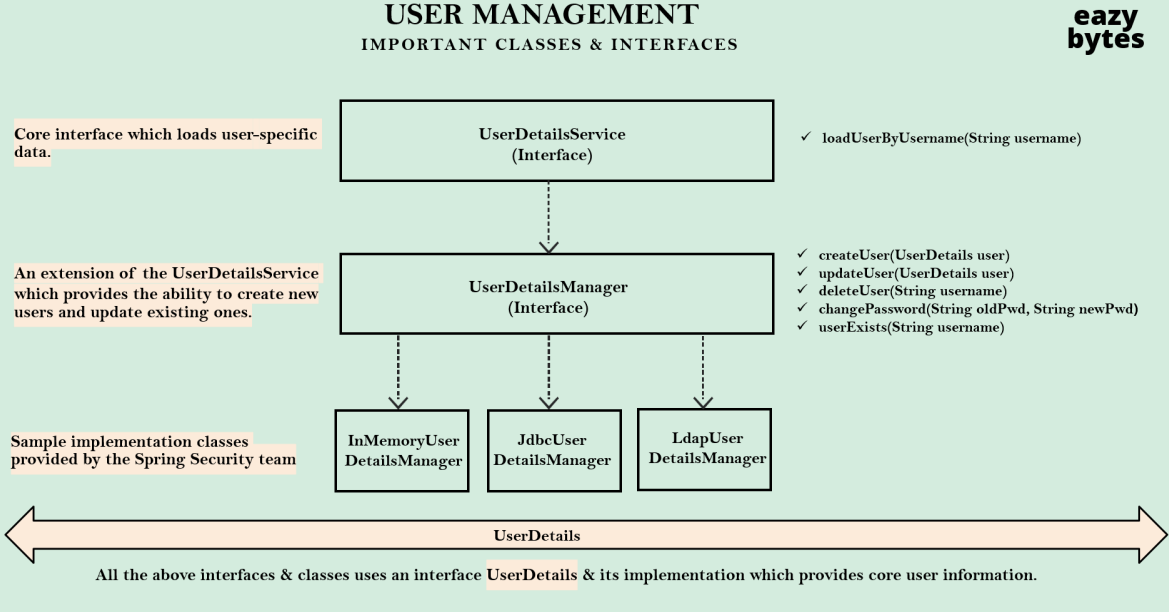 USER MANAGEMENT
IMPORTANT CLASSES & INTERFACES
eazy
bytes
Core interface which loads user-specific
data.
UserDetailsService
(Interface)
✓ loadUserByUsername(String username)
An extension of the UserDetailsService
which provides the ability to create new
users and update existing ones.
UserDetailsManager
(Interface)
✓ createUser(UserDetails user)
✓ updateUser(UserDetails user)
✓ deleteUser(String username)
✓ changePassword(String oldPwd, String newPwd)
✓ userExists(String username)
Sample implementation classes
provided by the Spring Security team
InMemoryUser
DetailsManager
JdbcUser
DetailsManager
LdapUser
DetailsManager
UserDetails
All the above interfaces & classes uses an interface UserDetails & its implementation which provides core user information.